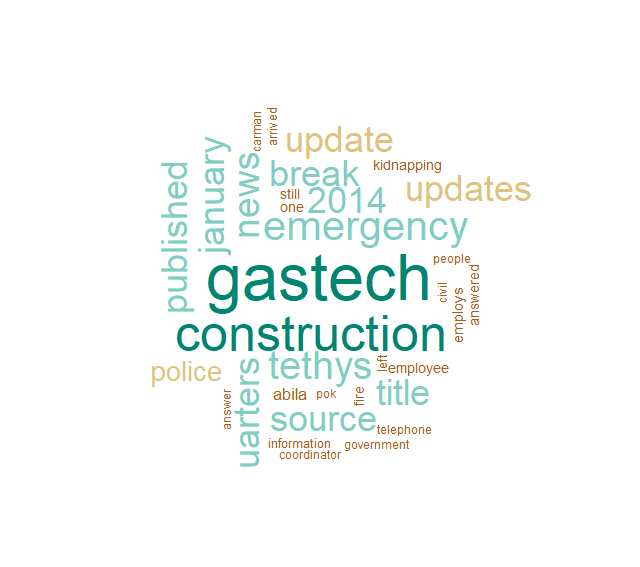 carman
arrived
update
january
news
break
kidnapping
published
still
one
2014
updates
emergency
gastech
people
civil
employs
answered
construction
police
uarters
tethys
left
employee
answer
abila
pok
fire
title
source
telephone
information
government
coordinator